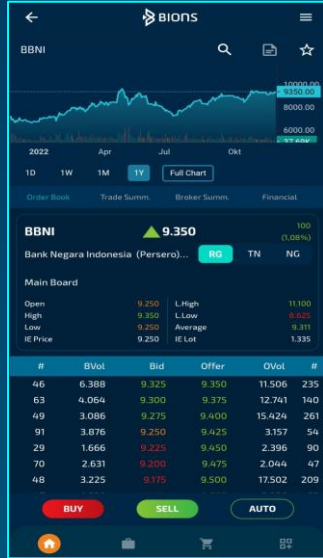 BIONS
BBNI
10000.00
9350.00
8000.00
6000.00
37.60K
2022 Apr Jul Okt
1D 1W 1M 1Y Full Chart
Order Book Trade Summ. Broker Summ. Financial
BBNI 9.350 100
(1,08%)
Bank Negara Indonesia (Persero)... RG TN NG
Main Board
Open 9.250 L.High 11.100
High 9.350 L.Low 8.625
Low 9.250 Average 9.311
IE Price 9.250 IE Lot 1.335
# BVol Bid Offer OVol #
46 6.388 9.325 9.350 11.506 235
63 4.064 9.300 9.375 12.741 140
49 3.086 9.275 9.400 15.424 261
91 3.876 9.250 9.425 3.157 54
29 1.666 9.225 9.450 2.396 90
70 2.631 9.200 9.475 2.044 47
48 3.225 9.175 9.500 17.502 209
BUY SELL AUTO